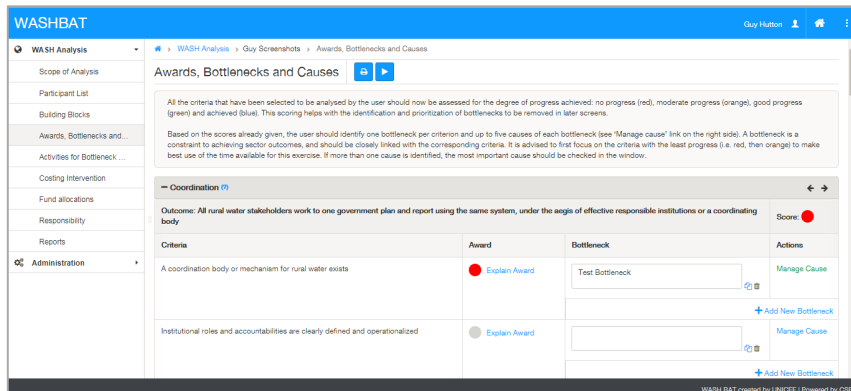 WASHBAT
Guy Hutton
WASH Analysis
Scope of Analysis
Participant List
Building Blocks
Awards, Bottlenecks and...
Activities for Bottleneck ...
Costing Intervention
Fund allocations
Responsibility
Reports
Administration
> WASH Analysis > Guy Screenshots > Awards, Bottlenecks and Causes
Awards, Bottlenecks and Causes
All the criteria that have been selected to be analysed by the user should now be assessed for the degree of progress achieved: no progress (red), moderate progress (orange), good progress
(green) and achieved (blue). This scoring helps with the identification and prioritization of bottlenecks to be removed in later screens.
Based on the scores already given, the user should identify one bottleneck per criterion and up to five causes of each bottleneck (see 'Manage cause' link on the right side). A bottleneck is a
constraint to achieving sector outcomes, and should be closely linked with the corresponding criteria. It is advised to first focus on the criteria with the least progress (i.e. red, then orange) to make
best use of the time available for this exercise. If more than one cause is identified, the most important cause should be checked in the window.
− Coordination (?)
Outcome: All rural water stakeholders work to one government plan and report using the same system, under the aegis of effective responsible institutions or a coordinating
body
Score:
Criteria Award Bottleneck Actions
A coordination body or mechanism for rural water exists Explain Award Test Bottleneck Manage Cause
+ Add New Bottleneck
Institutional roles and accountabilities are clearly defined and operationalized Explain Award Manage Cause
+ Add New Bottleneck
WASH BAT created by UNICEF | Powered by CSF